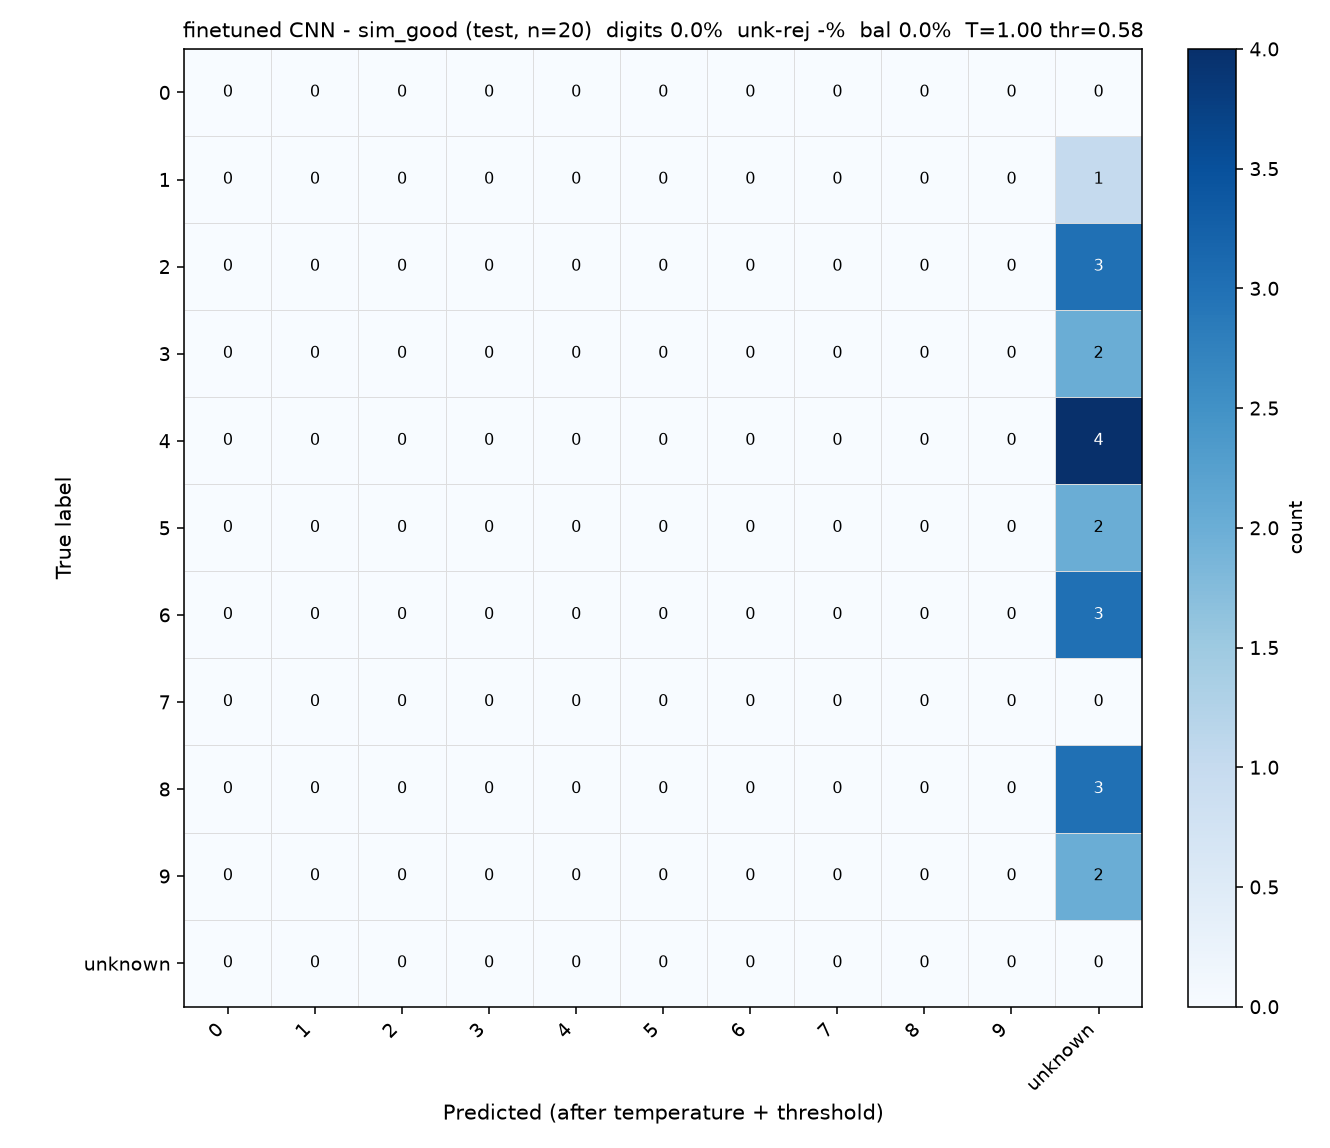 finetuned CNN - sim_good (test, n=20)  digits 0.0%  unk-rej -%  bal 0.0%  T=1.00 thr=0.58
0 0 0 0 0 0 0 0 0 0 0 0
1 0 0 0 0 0 0 0 0 0 0 1
2 0 0 0 0 0 0 0 0 0 0 3
3 0 0 0 0 0 0 0 0 0 0 2
4 0 0 0 0 0 0 0 0 0 0 4
5 0 0 0 0 0 0 0 0 0 0 2
6 0 0 0 0 0 0 0 0 0 0 3
7 0 0 0 0 0 0 0 0 0 0 0
8 0 0 0 0 0 0 0 0 0 0 3
9 0 0 0 0 0 0 0 0 0 0 2
unknown 0 0 0 0 0 0 0 0 0 0 0
0 1 2 3 4 5 6 7 8 9 unknown
Predicted (after temperature + threshold)
True label
4.0
3.5
3.0
2.5
2.0
1.5
1.0
0.5
0.0
count